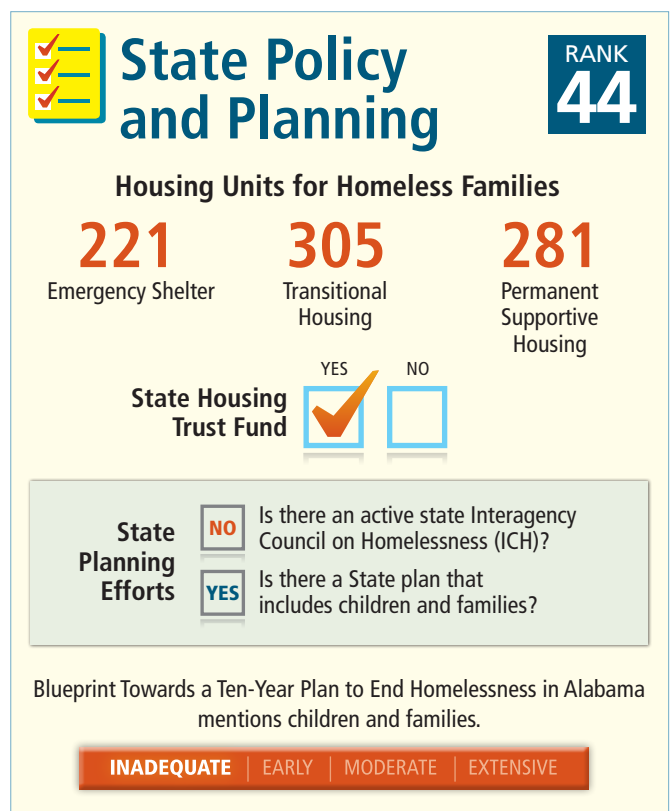 State Policy
and Planning
RANK
44
Housing Units for Homeless Families
221
Emergency Shelter
305
Transitional
Housing
281
Permanent
Supportive
Housing
State Housing
Trust Fund
YES
NO
State
Planning
Efforts
NO
Is there an active state Interagency
Council on Homelessness (ICH)?
YES
Is there a State plan that
includes children and families?
Blueprint Towards a Ten-Year Plan to End Homelessness in Alabama
mentions children and families.
INADEQUATE | EARLY | MODERATE | EXTENSIVE